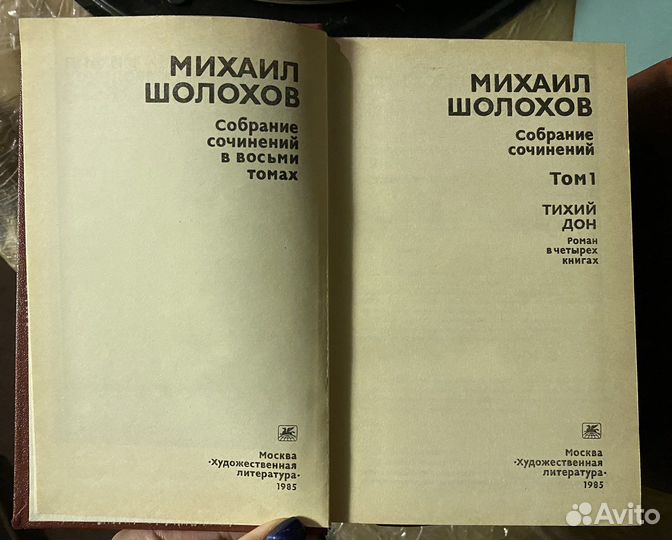 МИХАИЛ
ШОЛОХОВ
Собрание
сочинений
в восьми
томах
Москва
«Художественная
литература»
1985
МИХАИЛ
ШОЛОХОВ
Собрание
сочинений
Том 1
ТИХИЙ
ДОН
Роман
в четырех
книгах
Москва
«Художественная
литература»
1985
Avito